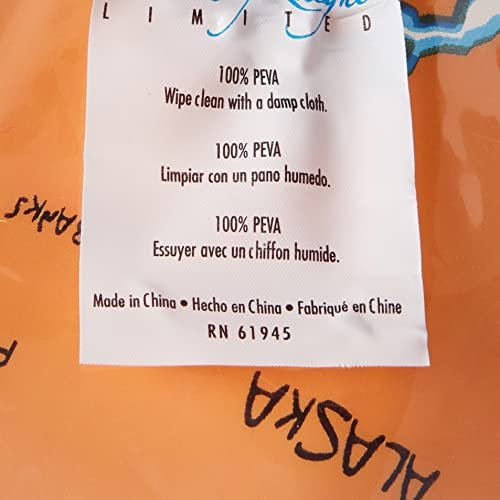 LIMITED
100% PEVA
Wipe clean with a damp cloth.
100% PEVA
Limpiar con un pano humedo.
100% PEVA
Essuyer avec un chiffon humide.
Made in China • Hecho en China • Fabriqué en Chine
RN 61945
BANKS
ALASKA